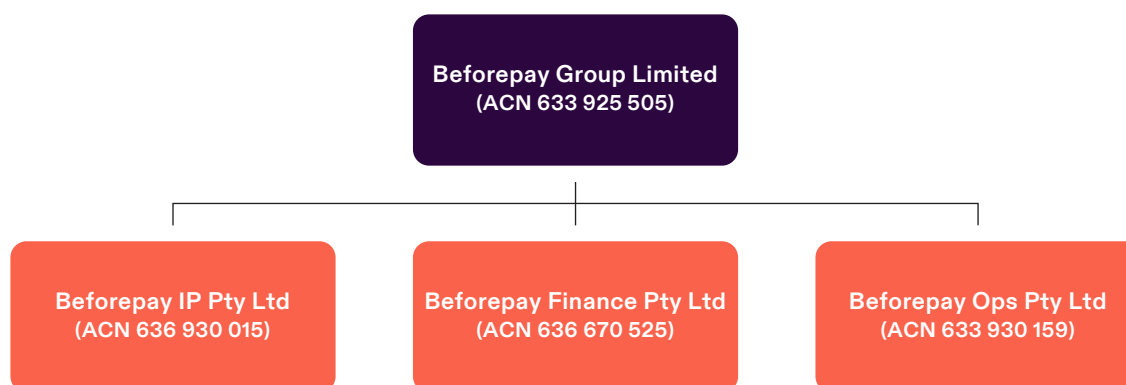 Beforepay Group Limited
(ACN 633 925 505)
Beforepay IP Pty Ltd
(ACN 636 930 015)
Beforepay Finance Pty Ltd
(ACN 636 670 525)
Beforepay Ops Pty Ltd
(ACN 633 930 159)